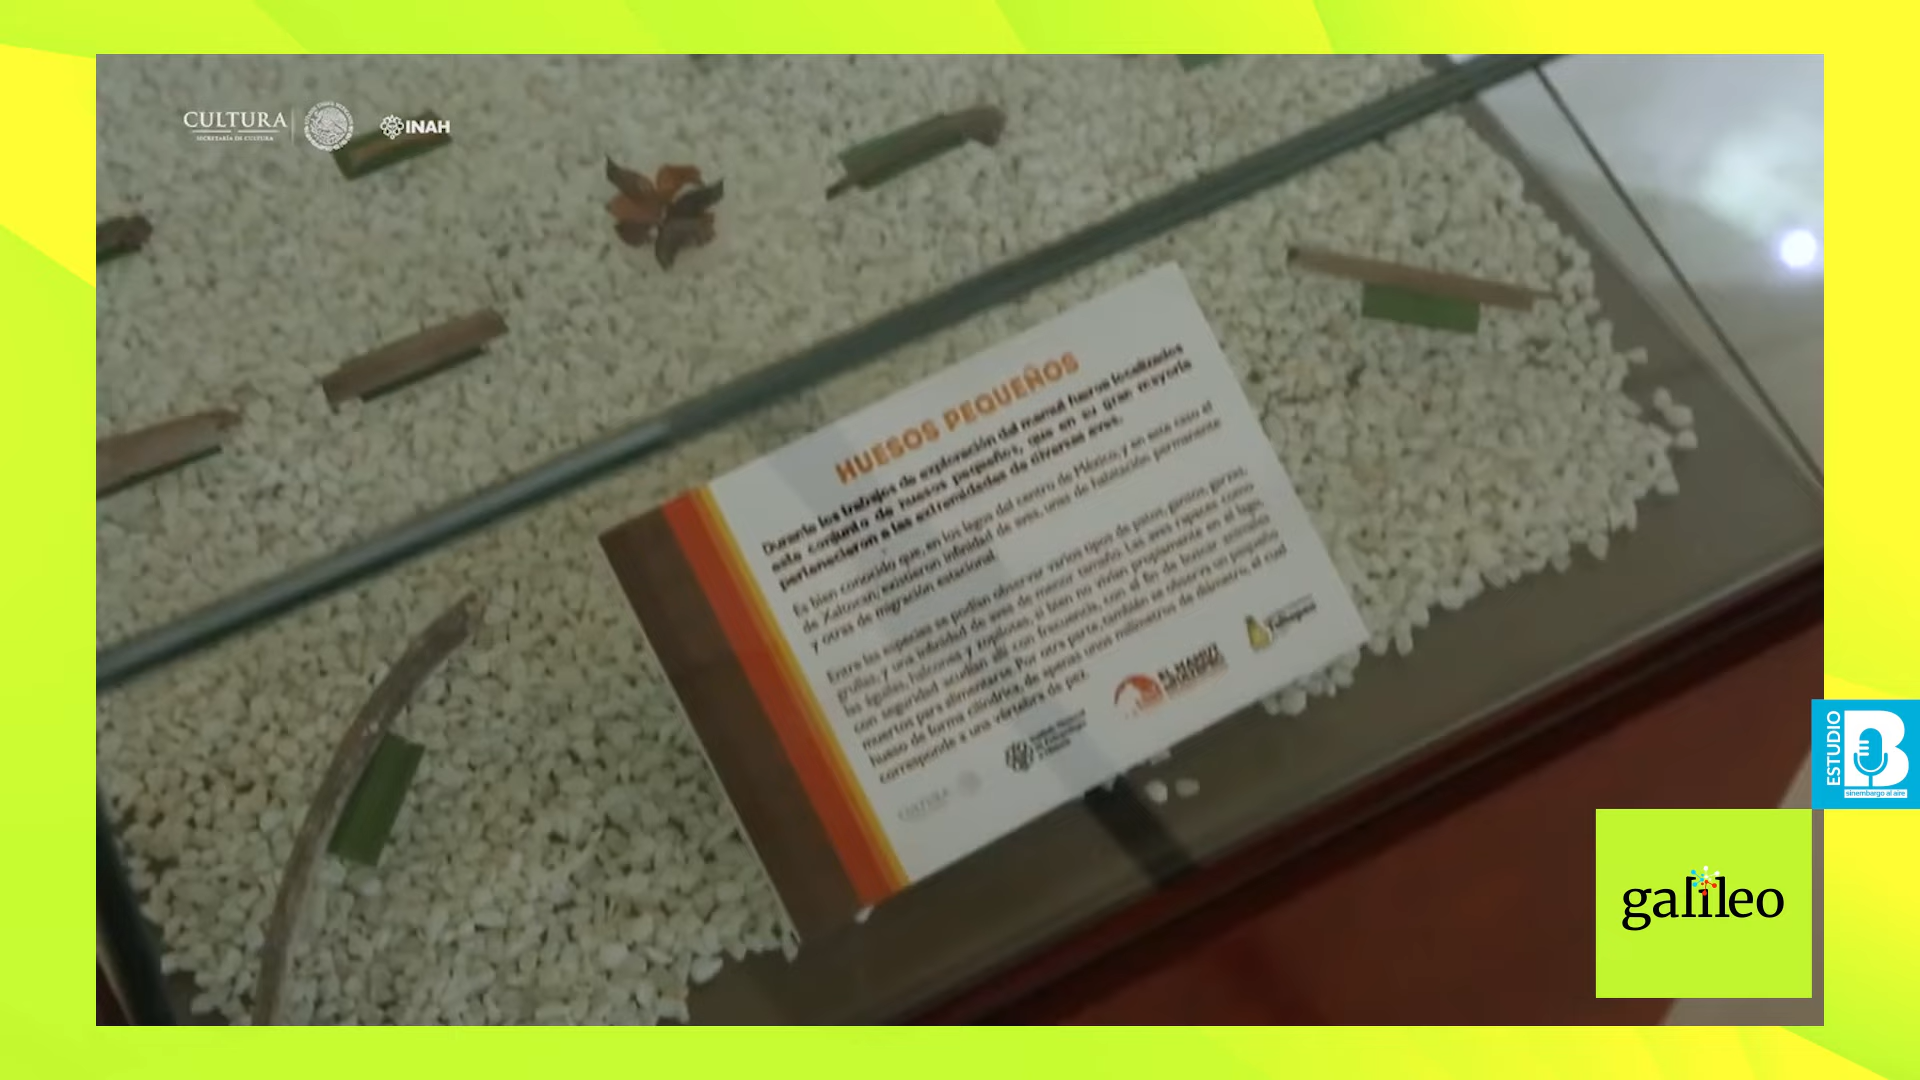 CULTURA
SECRETARÍA DE CULTURA
INAH
HUESOS PEQUEÑOS
Durante los trabajos de exploración del mamut fueron localizados
este conjunto de huesos pequeños, que en su gran mayoría
pertenecieron a las extremidades de diversas aves.
Es bien conocido que, en los lagos del centro de México, y en este caso el
de Xaltocan, existieron infinidad de aves, unas de habitación permanente
y otras de migración estacional.
Entre las especies se podían observar varios tipos de patos, gansos, garzas,
grullas, y una infinidad de aves de menor tamaño. Las aves rapaces como
las águilas, halcones y zopilotes, si bien no vivían propiamente en el lago,
con seguridad acudían allí con frecuencia, con el fin de buscar animales
muertos para alimentarse. Por otra parte, también se observa un pequeño
hueso de forma cilíndrica, de apenas unos milímetros de diámetro, el cual
corresponde a una vértebra de pez.
CULTURA
EL MAMUT
ESTUDIO B
sinembargo al aire
galileo